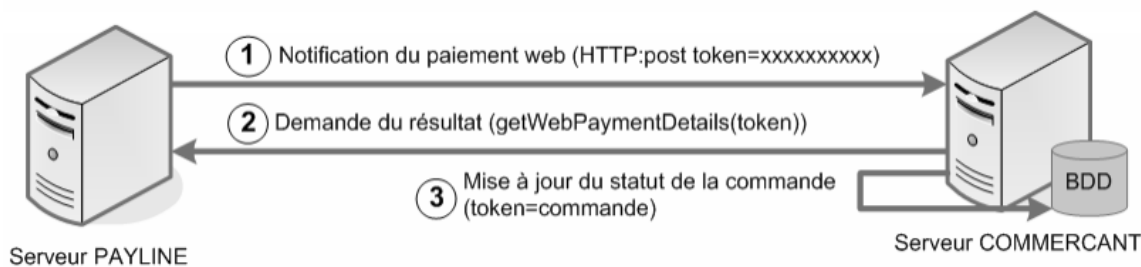 1 Notification du paiement web (HTTP:post token=xxxxxxxxxx)
2 Demande du résultat (getWebPaymentDetails(token))
3 Mise à jour du statut de la commande
(token=commande)
BDD
Serveur PAYLINE
Serveur COMMERCANT